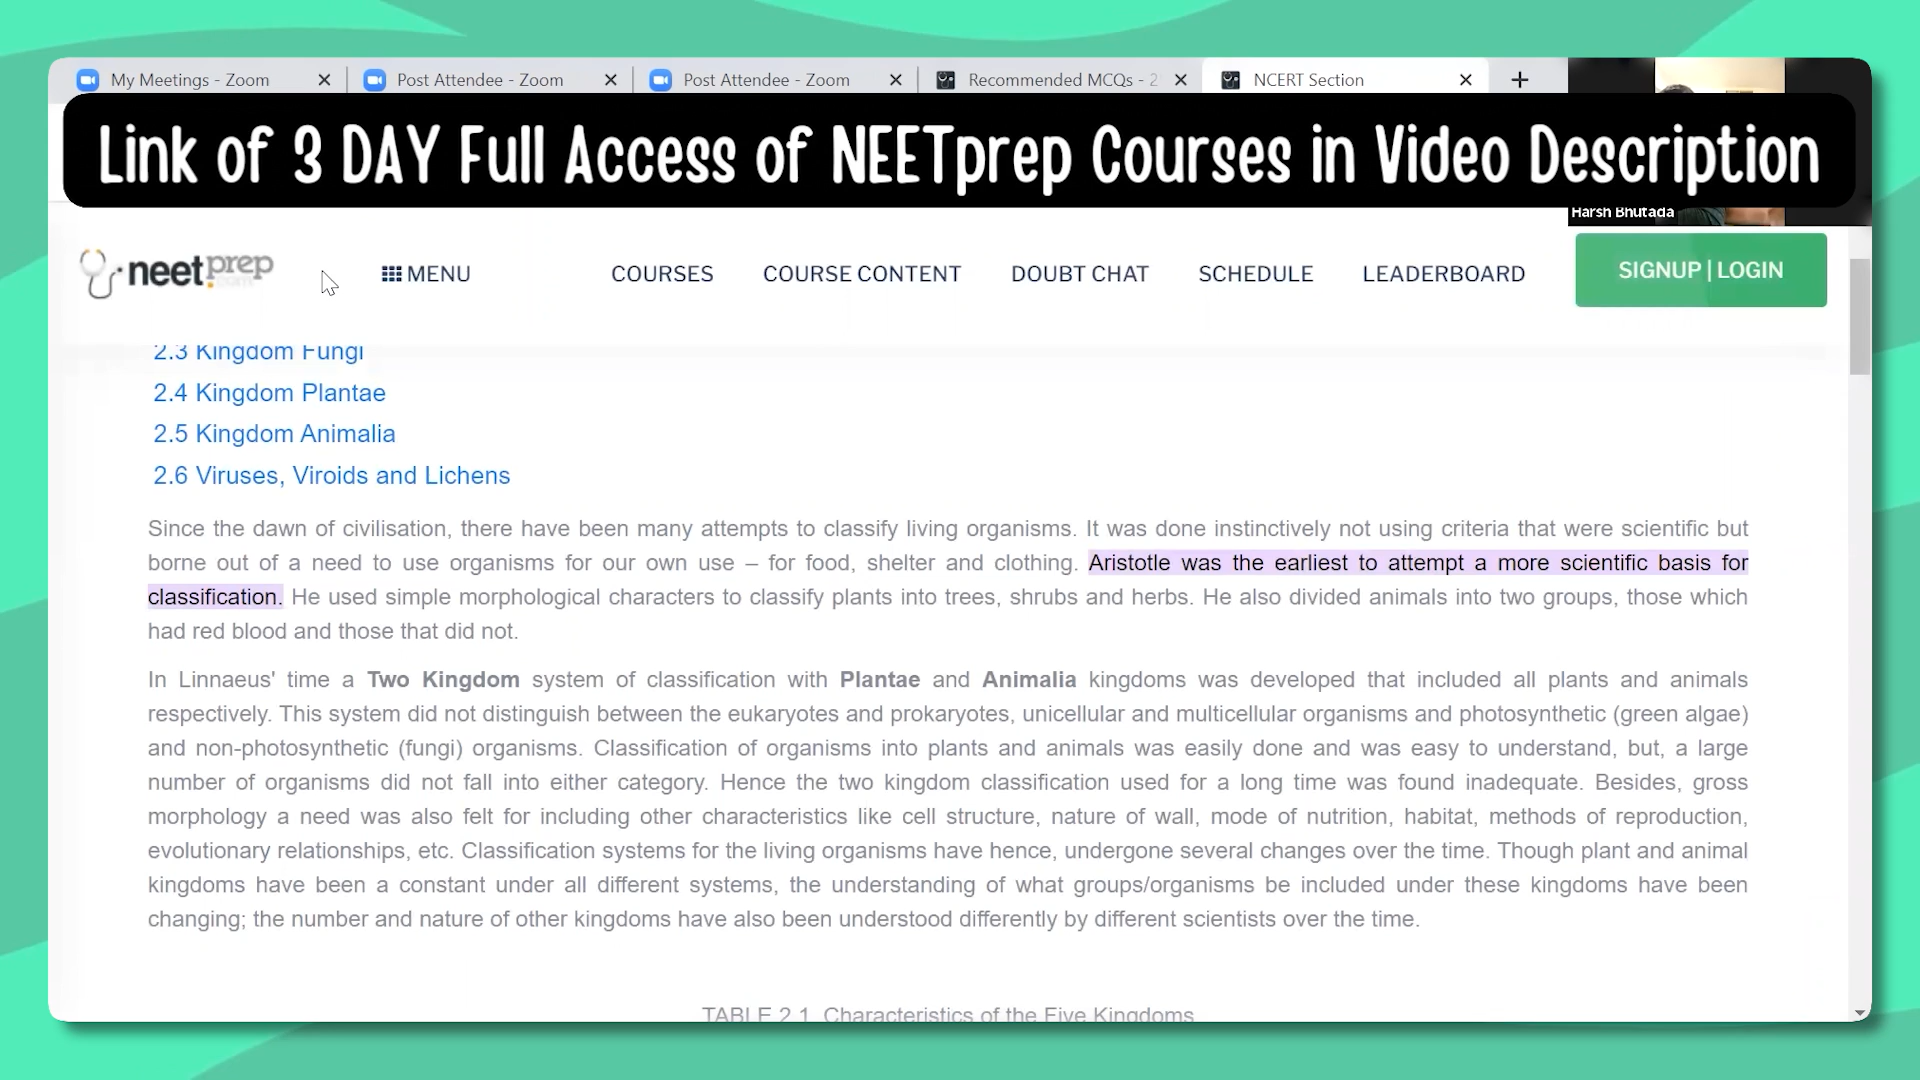 My Meetings - Zoom
Post Attendee - Zoom
Post Attendee - Zoom
Recommended MCQs - 2
NCERT Section
Link of 3 DAY Full Access of NEETprep Courses in Video Description
Harsh Bhutada
neetprep
.com
MENU
COURSES
COURSE CONTENT
DOUBT CHAT
SCHEDULE
LEADERBOARD
SIGNUP | LOGIN
2.3 Kingdom Fungi
2.4 Kingdom Plantae
2.5 Kingdom Animalia
2.6 Viruses, Viroids and Lichens
Since the dawn of civilisation, there have been many attempts to classify living organisms. It was done instinctively not using criteria that were scientific but
borne out of a need to use organisms for our own use – for food, shelter and clothing. Aristotle was the earliest to attempt a more scientific basis for
classification. He used simple morphological characters to classify plants into trees, shrubs and herbs. He also divided animals into two groups, those which
had red blood and those that did not.
In Linnaeus' time a Two Kingdom system of classification with Plantae and Animalia kingdoms was developed that included all plants and animals
respectively. This system did not distinguish between the eukaryotes and prokaryotes, unicellular and multicellular organisms and photosynthetic (green algae)
and non-photosynthetic (fungi) organisms. Classification of organisms into plants and animals was easily done and was easy to understand, but, a large
number of organisms did not fall into either category. Hence the two kingdom classification used for a long time was found inadequate. Besides, gross
morphology a need was also felt for including other characteristics like cell structure, nature of wall, mode of nutrition, habitat, methods of reproduction,
evolutionary relationships, etc. Classification systems for the living organisms have hence, undergone several changes over the time. Though plant and animal
kingdoms have been a constant under all different systems, the understanding of what groups/organisms be included under these kingdoms have been
changing; the number and nature of other kingdoms have also been understood differently by different scientists over the time.
TABLE 2.1 Characteristics of the Five Kingdoms